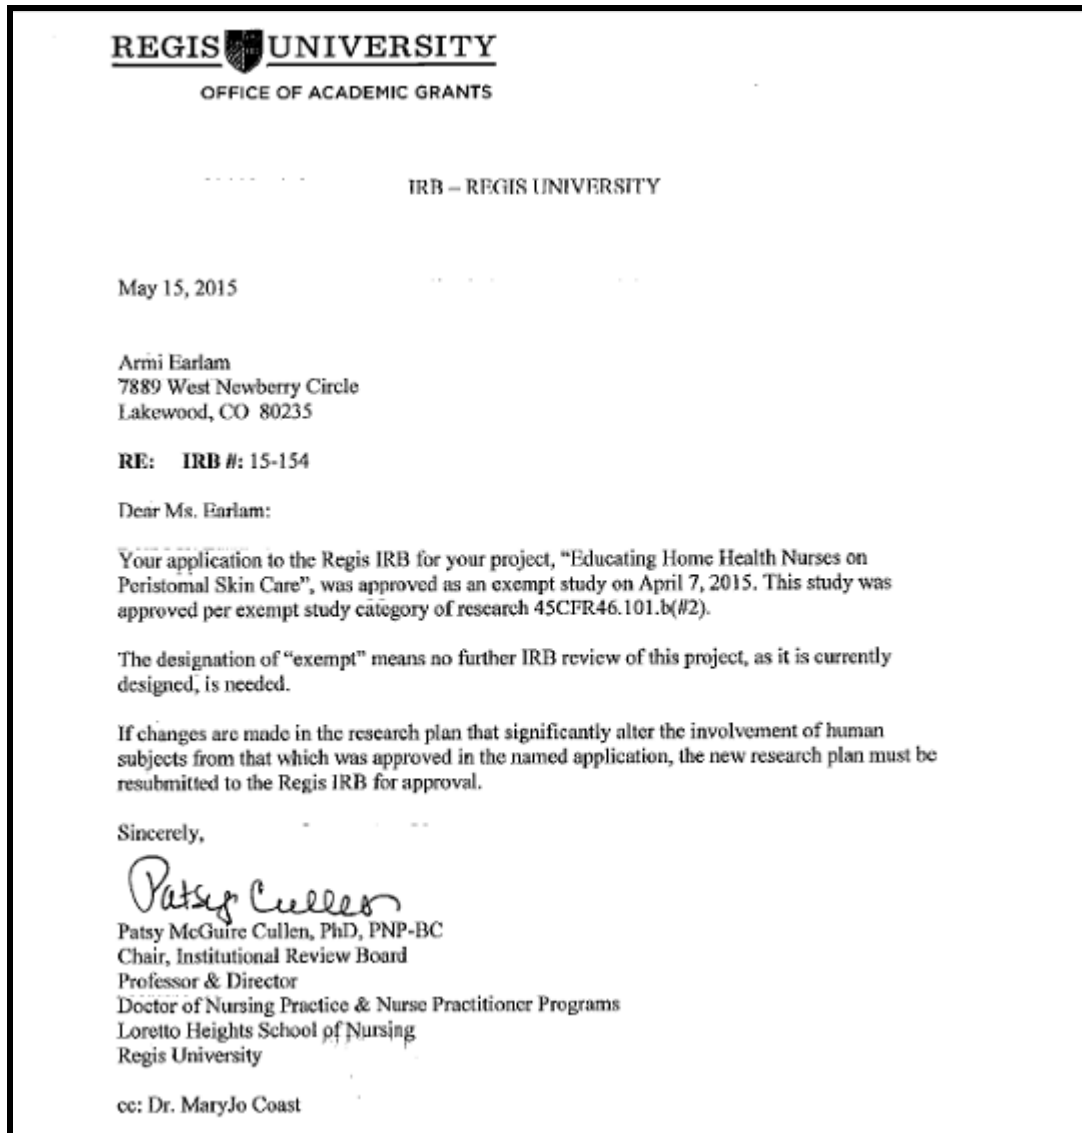 REGIS UNIVERSITY
OFFICE OF ACADEMIC GRANTS
IRB – REGIS UNIVERSITY
May 15, 2015
Armi Earlam
7889 West Newberry Circle
Lakewood, CO 80235
RE: IRB #: 15-154
Dear Ms. Earlam:
Your application to the Regis IRB for your project, “Educating Home Health Nurses on
Peristomal Skin Care”, was approved as an exempt study on April 7, 2015. This study was
approved per exempt study category of research 45CFR46.101.b(#2).
The designation of “exempt” means no further IRB review of this project, as it is currently
designed, is needed.
If changes are made in the research plan that significantly alter the involvement of human
subjects from that which was approved in the named application, the new research plan must be
resubmitted to the Regis IRB for approval.
Sincerely,
Patsy Cullen
Patsy McGuire Cullen, PhD, PNP-BC
Chair, Institutional Review Board
Professor & Director
Doctor of Nursing Practice & Nurse Practitioner Programs
Loretto Heights School of Nursing
Regis University
cc: Dr. MaryJo Coast